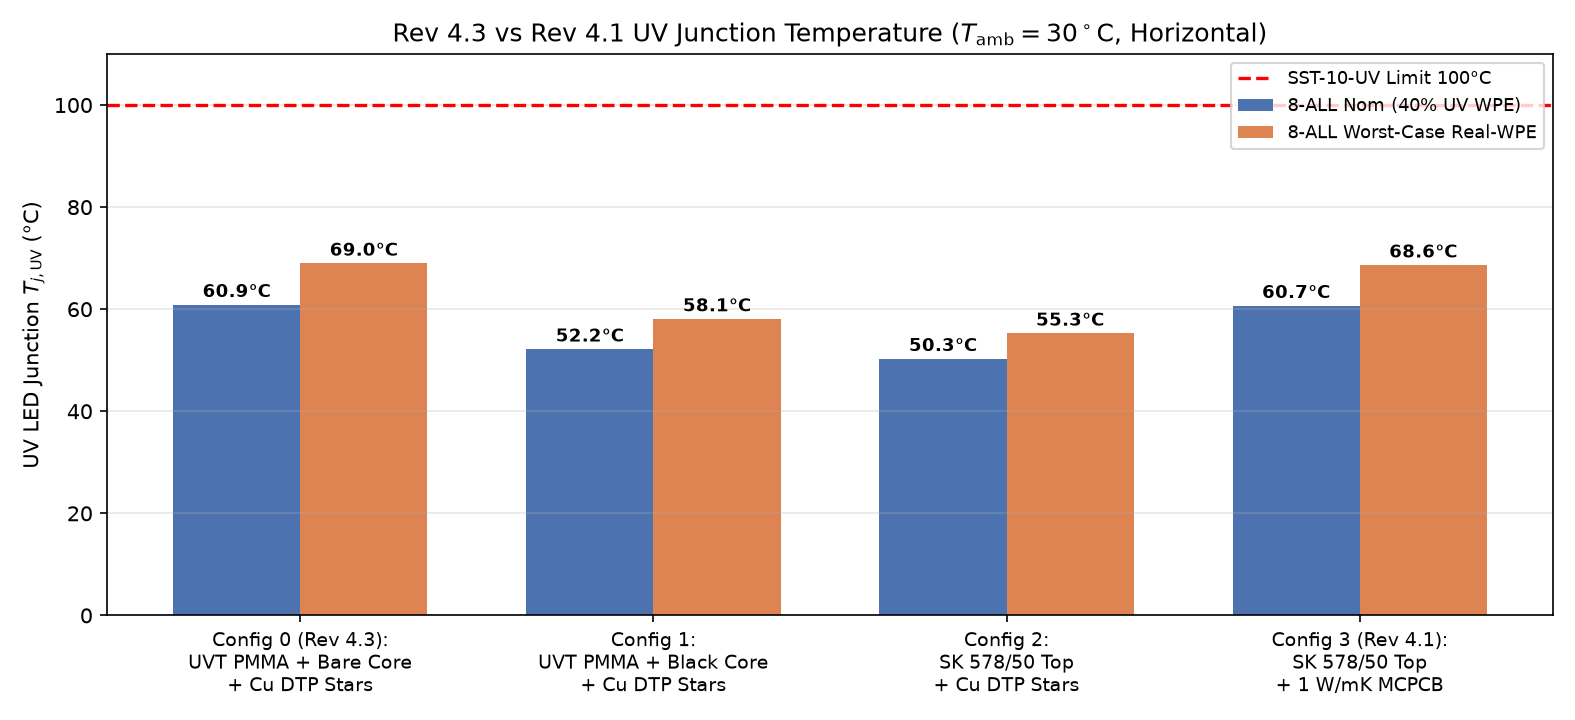 Rev 4.3 vs Rev 4.1 UV Junction Temperature (T_amb = 30°C, Horizontal)
SST-10-UV Limit 100°C
8-ALL Nom (40% UV WPE)
8-ALL Worst-Case Real-WPE
UV LED Junction T_j, UV (°C)
100
80
60
40
20
0
60.9°C
69.0°C
52.2°C
58.1°C
50.3°C
55.3°C
60.7°C
68.6°C
Config 0 (Rev 4.3):
UVT PMMA + Bare Core
+ Cu DTP Stars
Config 1:
UVT PMMA + Black Core
+ Cu DTP Stars
Config 2:
SK 578/50 Top
+ Cu DTP Stars
Config 3 (Rev 4.1):
SK 578/50 Top
+ 1 W/mK MCPCB